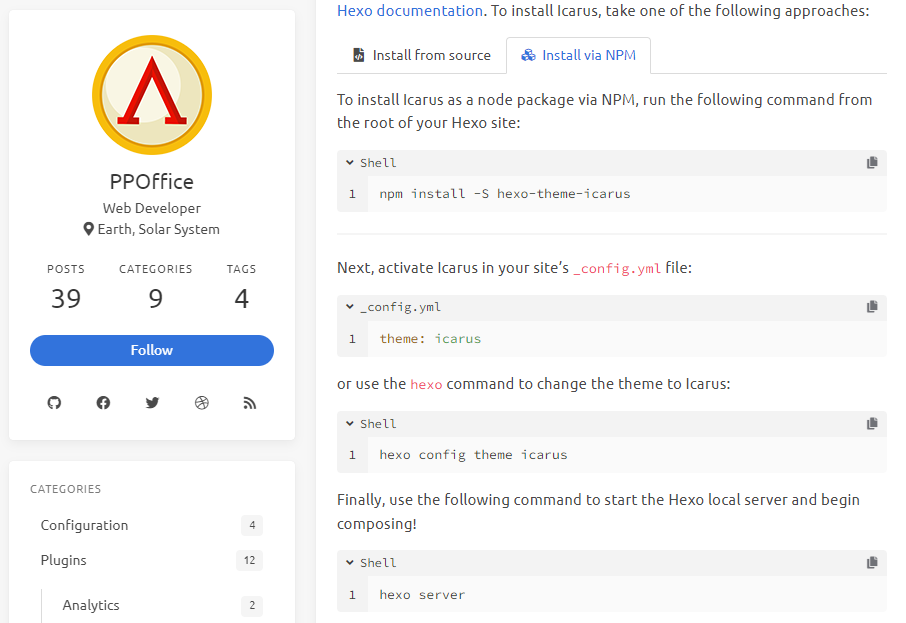 PPOffice
Web Developer
Earth, Solar System
POSTS CATEGORIES TAGS
39 9 4
Follow
CATEGORIES
Configuration 4
Plugins 12
Analytics 2
Hexo documentation. To install Icarus, take one of the following approaches:
Install from source Install via NPM
To install Icarus as a node package via NPM, run the following command from
the root of your Hexo site:
Shell
1 npm install -S hexo-theme-icarus
Next, activate Icarus in your site’s _config.yml file:
_config.yml
1 theme: icarus
or use the hexo command to change the theme to Icarus:
Shell
1 hexo config theme icarus
Finally, use the following command to start the Hexo local server and begin
composing!
Shell
1 hexo server